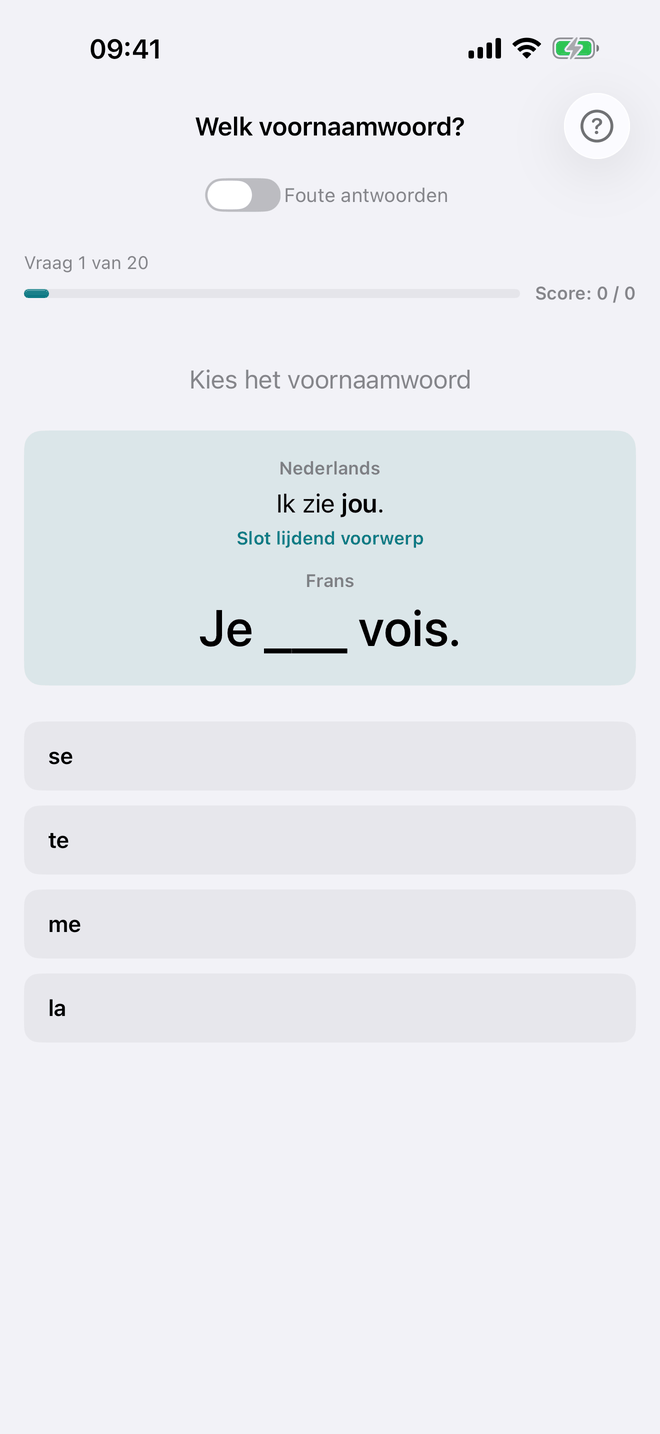 09:41
Welk voornaamwoord?
Foute antwoorden
Vraag 1 van 20
Score: 0 / 0
Kies het voornaamwoord
Nederlands
Ik zie jou.
Slot lijdend voorwerp
Frans
Je ___ vois.
se
te
me
la